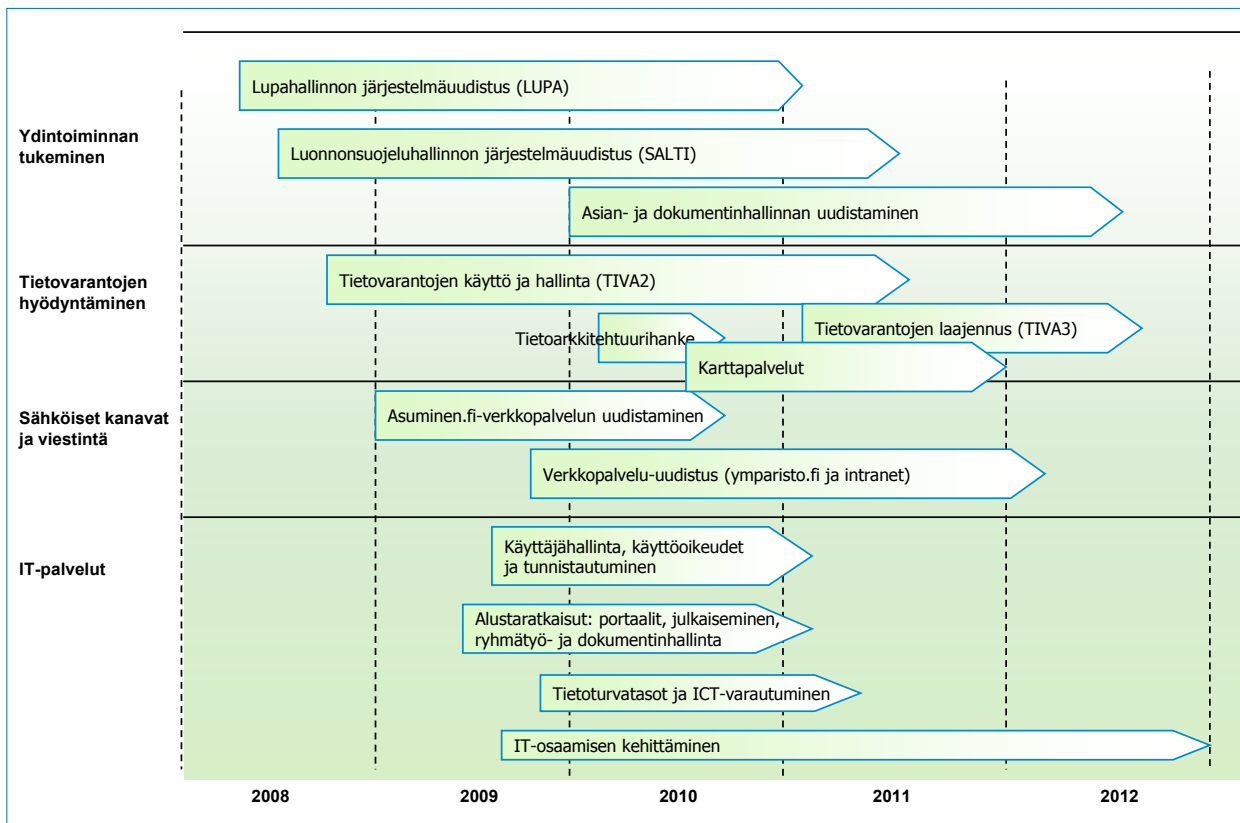 Lupahallinnon järjestelmäuudistus (LUPA)
Ydintoiminnan
tukeminen
Luonnonsuojeluhallinnon järjestelmäuudistus (SALTI)
Asian- ja dokumentinhallinnan uudistaminen
Tietovarantojen
hyödyntäminen
Tietovarantojen käyttö ja hallinta (TIVA2)
Tietoarkkitehtuurihanke
Tietovarantojen laajennus (TIVA3)
Karttapalvelut
Sähköiset kanavat
ja viestintä
Asuminen.fi-verkkopalvelun uudistaminen
Verkkopalvelu-uudistus (ymparisto.fi ja intranet)
IT-palvelut
Käyttäjähallinta, käyttöoikeudet
ja tunnistautuminen
Alustaratkaisut: portaalit, julkaiseminen,
ryhmätyö- ja dokumentinhallinta
Tietoturvatasot ja ICT-varautuminen
IT-osaamisen kehittäminen
2008 2009 2010 2011 2012